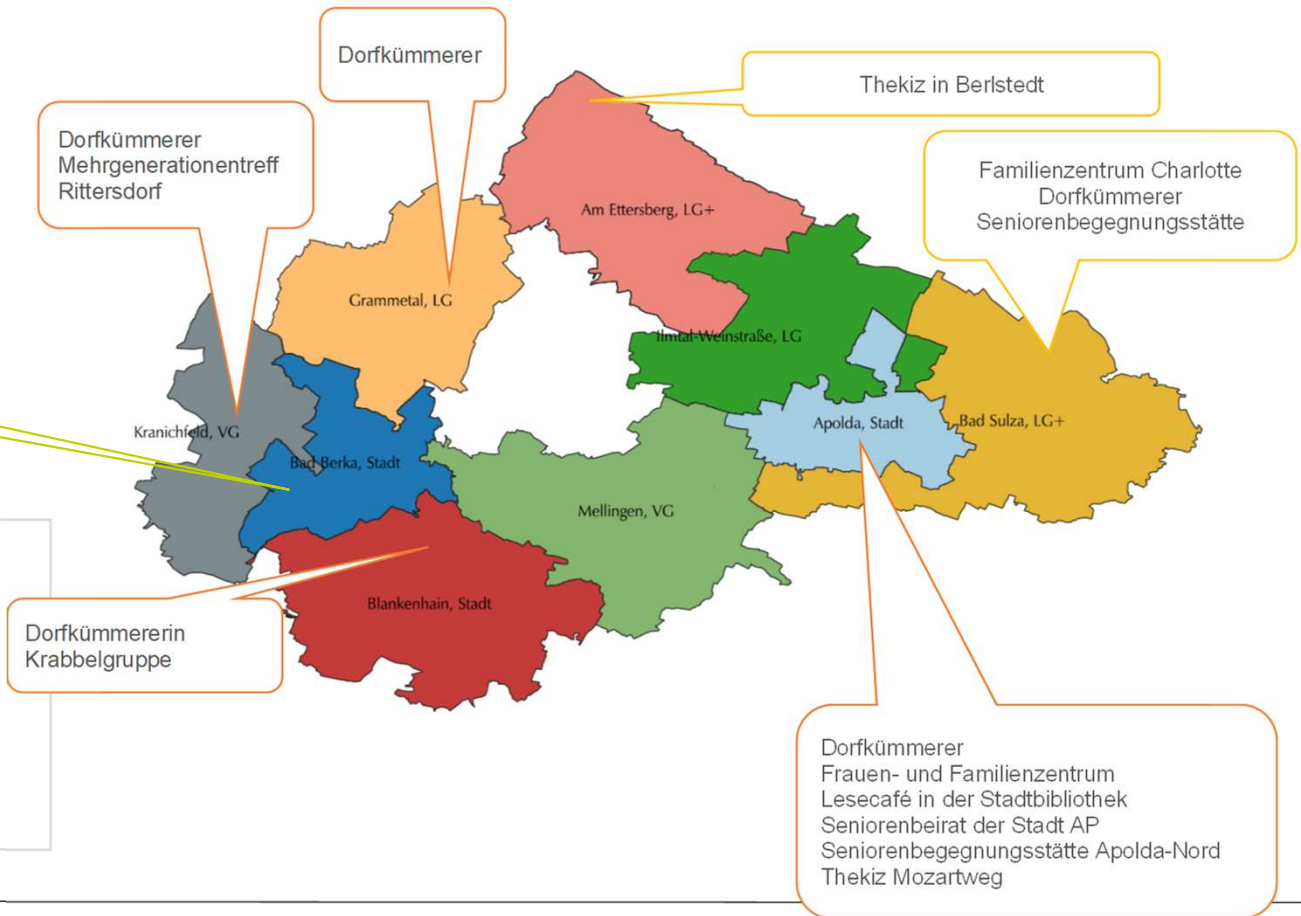 Dorfkümmerer
Thekiz in Berlstedt
Dorfkümmerer
Mehrgenerationentreff
Rittersdorf
Familienzentrum Charlotte
Dorfkümmerer
Seniorenbegegnungsstätte
Am Ettersberg, LG+
Grammetal, LG
Ilmtal-Weinstraße, LG
Kranichfeld, VG
Apolda, Stadt
Bad Sulza, LG+
Bad Berka, Stadt
Mellingen, VG
Blankenhain, Stadt
Dorfkümmererin
Krabbelgruppe
Dorfkümmerer
Frauen- und Familienzentrum
Lesecafé in der Stadtbibliothek
Seniorenbeirat der Stadt AP
Seniorenbegegnungsstätte Apolda-Nord
Thekiz Mozartweg